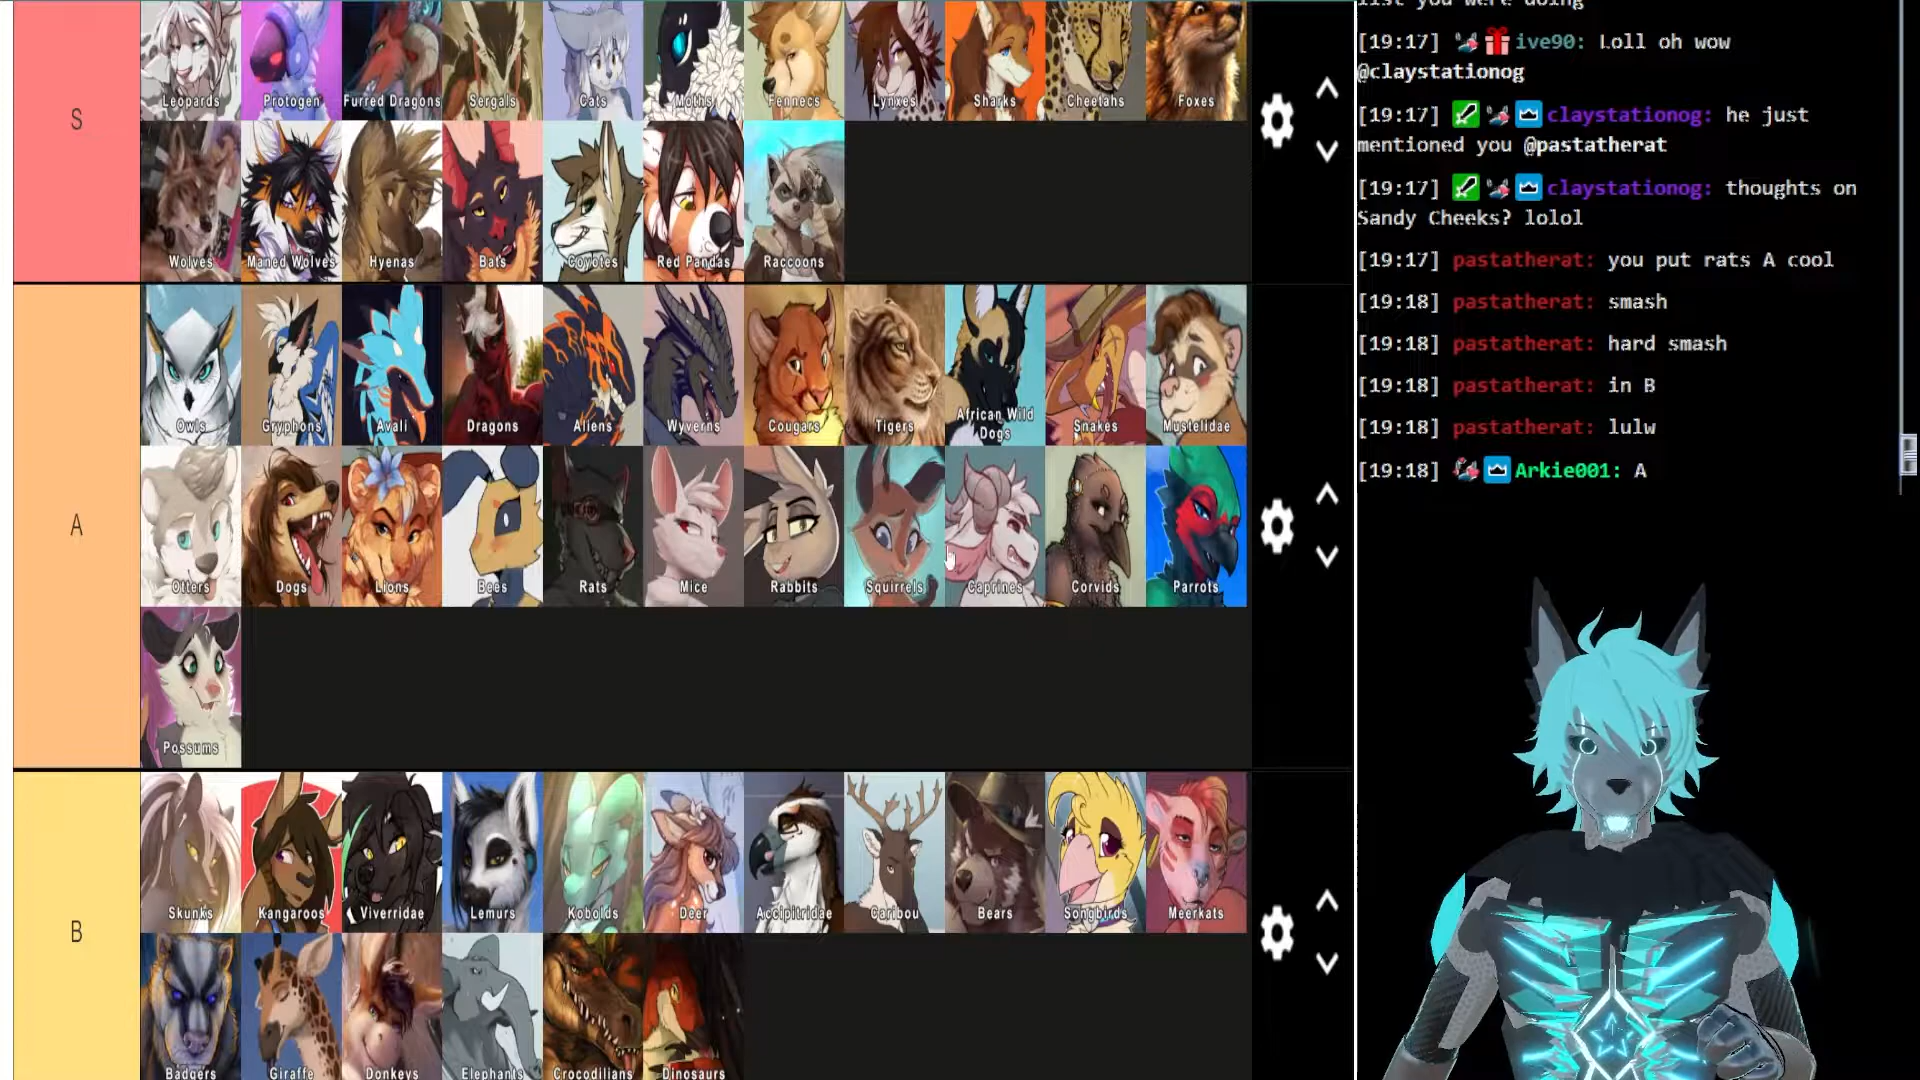 S
Leopards Protogen Furred Dragons Sergals Cats Moths Fennecs Lynxes Sharks Cheetahs Foxes
Wolves Maned Wolves Hyenas Bats Coyotes Red Pandas Raccoons
A
Owls Gryphons Avali Dragons Aliens Wyverns Cougars Tigers African Wild Dogs Snakes Mustelidae
Otters Dogs Lions Bees Rats Mice Rabbits Squirrels Caprines Corvids Parrots
Possums
B
Skunks Kangaroos Viverridae Lemurs Kobolds Deer Accipitridae Caribou Bears Songbirds Meerkats
Badgers Giraffe Donkeys Elephants Crocodilians Dinosaurs
list you were doing
[19:17] ive90: Loll oh wow
@claystationog
[19:17] claystationog: he just
mentioned you @pastatherat
[19:17] claystationog: thoughts on
Sandy Cheeks? lolol
[19:17] pastatherat: you put rats A cool
[19:18] pastatherat: smash
[19:18] pastatherat: hard smash
[19:18] pastatherat: in B
[19:18] pastatherat: lulw
[19:18] Arkie001: A